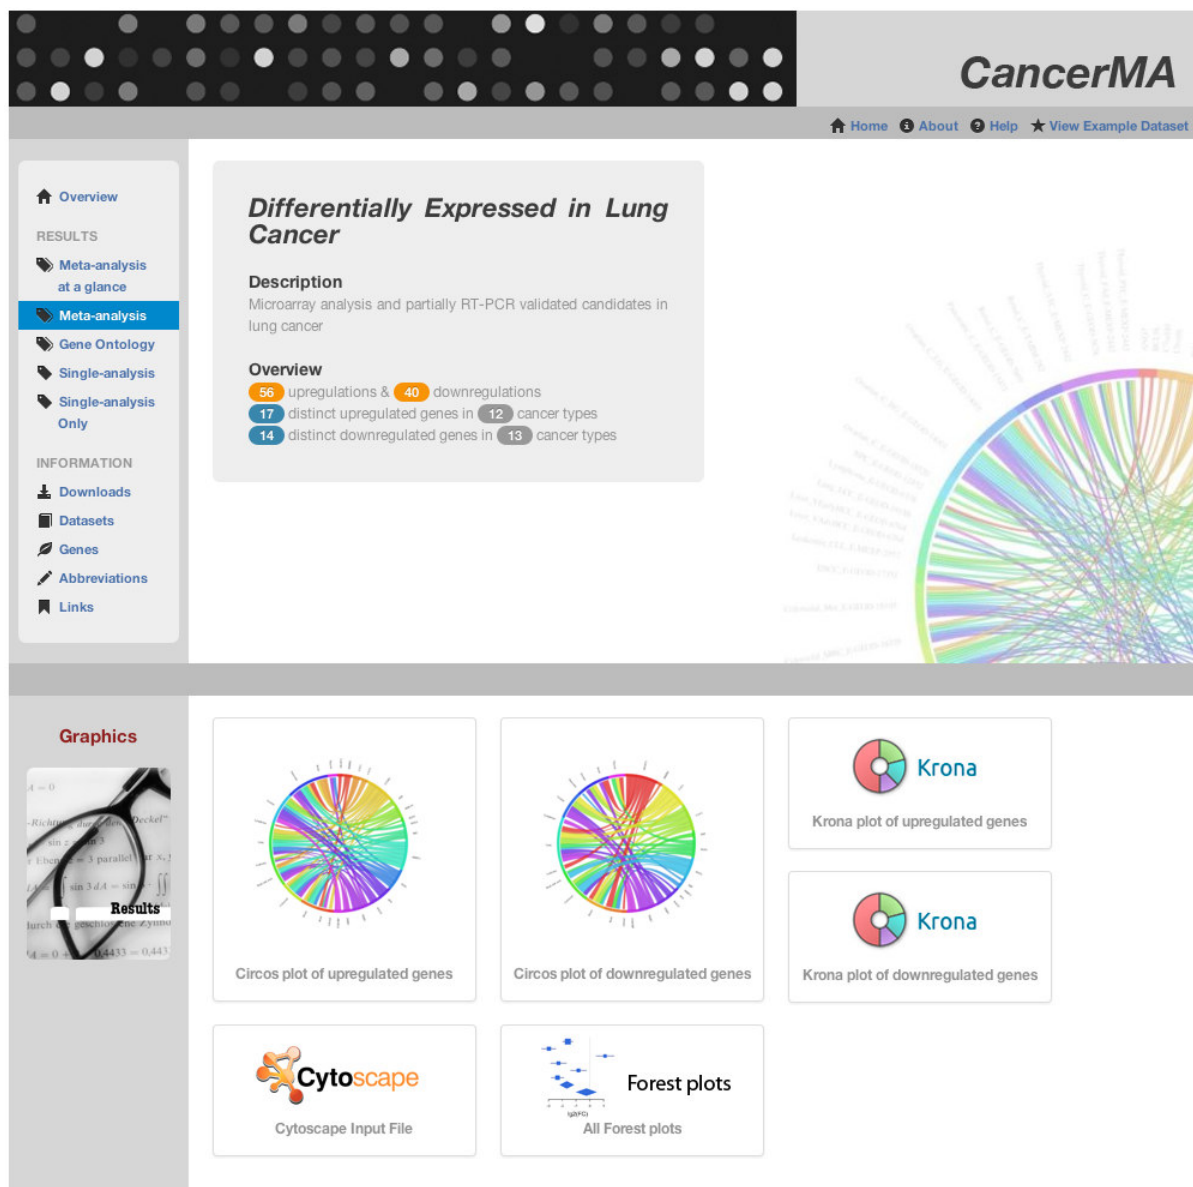 CancerMA
Home About Help View Example Dataset
Overview
RESULTS
Meta-analysis
at a glance
Meta-analysis
Gene Ontology
Single-analysis
Single-analysis
Only
INFORMATION
Downloads
Datasets
Genes
Abbreviations
Links
Differentially Expressed in Lung
Cancer
Description
Microarray analysis and partially RT-PCR validated candidates in
lung cancer
Overview
56 upregulations & 40 downregulations
17 distinct upregulated genes in 12 cancer types
14 distinct downregulated genes in 13 cancer types
Graphics
Results
Circos plot of upregulated genes
Circos plot of downregulated genes
Krona
Krona plot of upregulated genes
Krona
Krona plot of downregulated genes
Cytoscape
Cytoscape Input File
Forest plots
lg2(FC)
All Forest plots